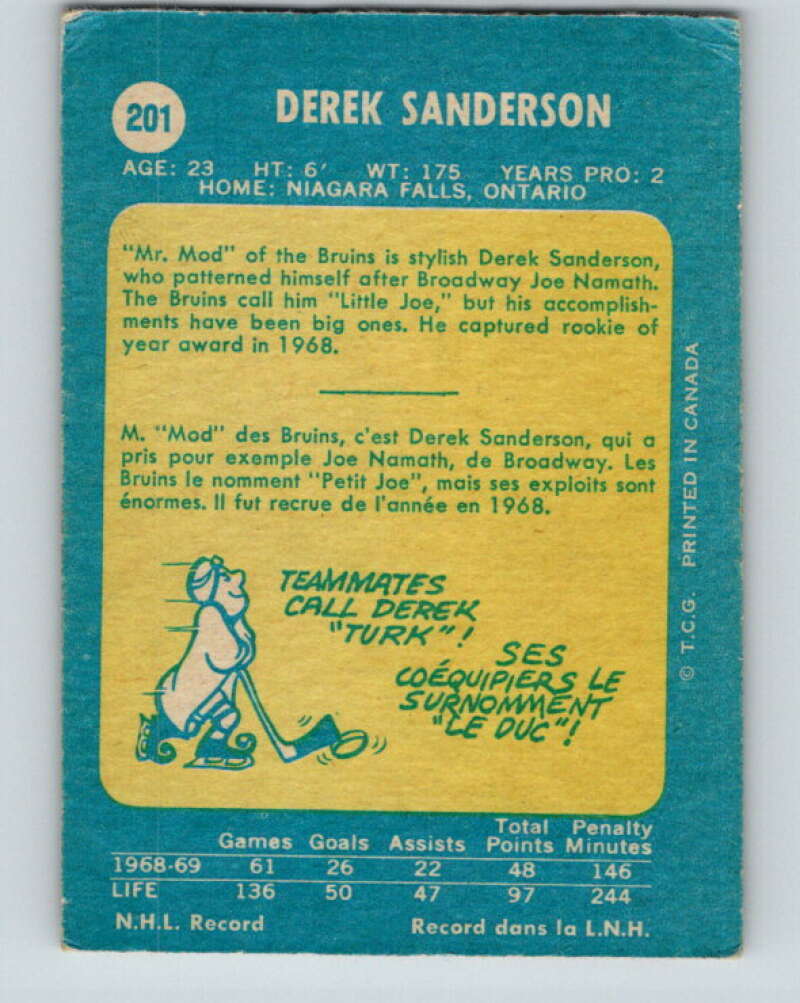 201
DEREK SANDERSON
AGE: 23 HT: 6′ WT: 175 YEARS PRO: 2
HOME: NIAGARA FALLS, ONTARIO
"Mr. Mod" of the Bruins is stylish Derek Sanderson,
who patterned himself after Broadway Joe Namath.
The Bruins call him "Little Joe," but his accomplish-
ments have been big ones. He captured rookie of
year award in 1968.
M. "Mod" des Bruins, c'est Derek Sanderson, qui a
pris pour exemple Joe Namath, de Broadway. Les
Bruins le nomment "Petit Joe", mais ses exploits sont
énormes. Il fut recrue de l'année en 1968.
TEAMMATES
CALL DEREK
"TURK"!
SES
COÉQUIPIERS LE
SURNOMMENT
"LE DUC"!
© T.C.G. PRINTED IN CANADA
Total Penalty
Games Goals Assists Points Minutes
1968-69 61 26 22 48 146
LIFE 136 50 47 97 244
N.H.L. Record Record dans la L.N.H.